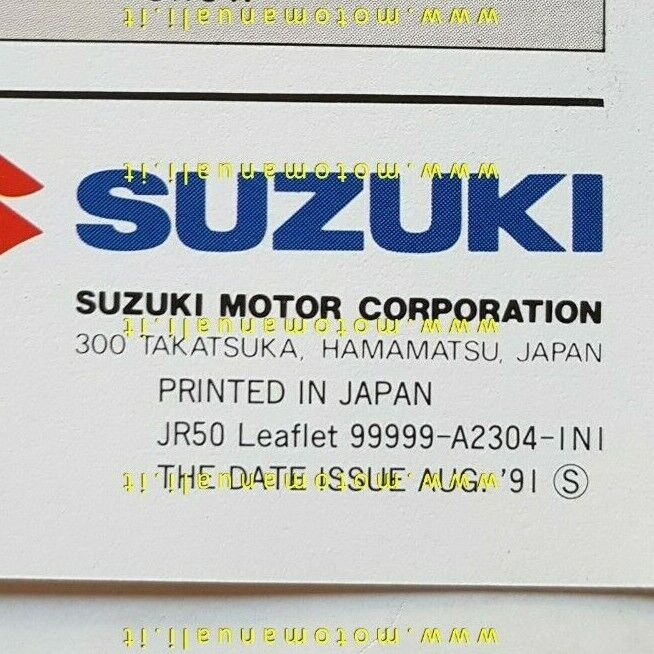 www.motomanuali.it
www.motomanuali.it
SUZUKI
SUZUKI MOTOR CORPORATION
www.motomanuali.it
300 TAKATSUKA, HAMAMATSU, JAPAN
PRINTED IN JAPAN
JR50 Leaflet 99999-A2304-INI
THE DATE ISSUE AUG. '91 Ⓢ
www.motomanuali.it
www.motomanuali.it